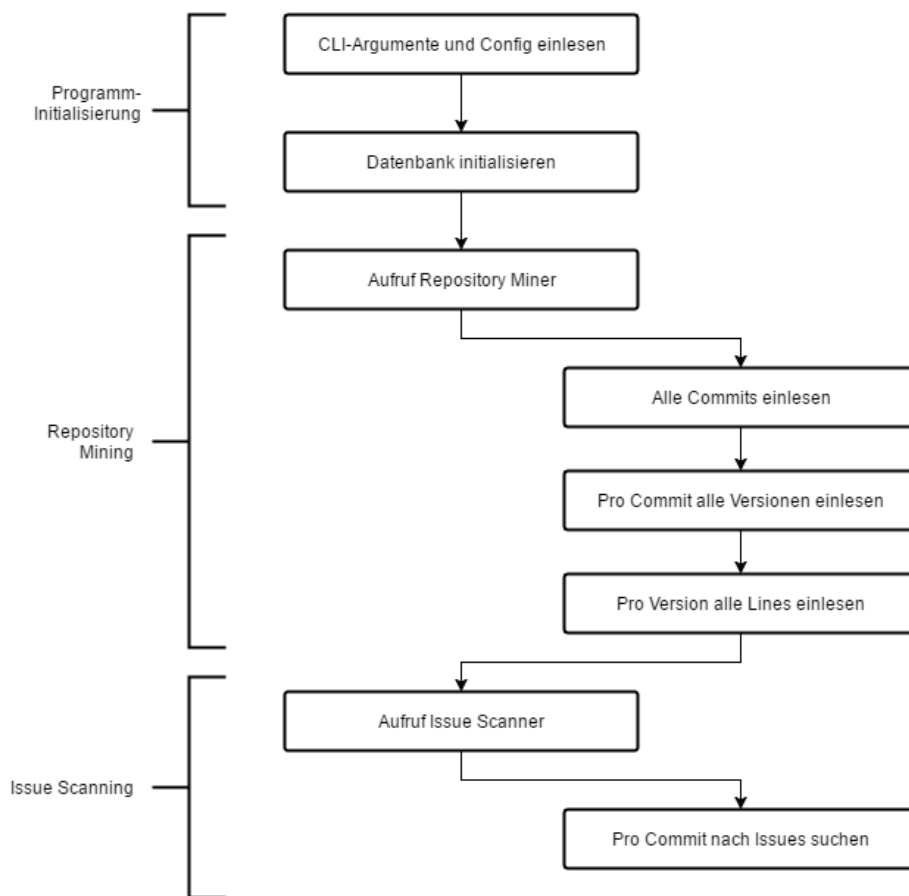 CLI-Argumente und Config einlesen
Programm-
Initialisierung
Datenbank initialisieren
Aufruf Repository Miner
Alle Commits einlesen
Repository
Mining
Pro Commit alle Versionen einlesen
Pro Version alle Lines einlesen
Aufruf Issue Scanner
Issue Scanning
Pro Commit nach Issues suchen